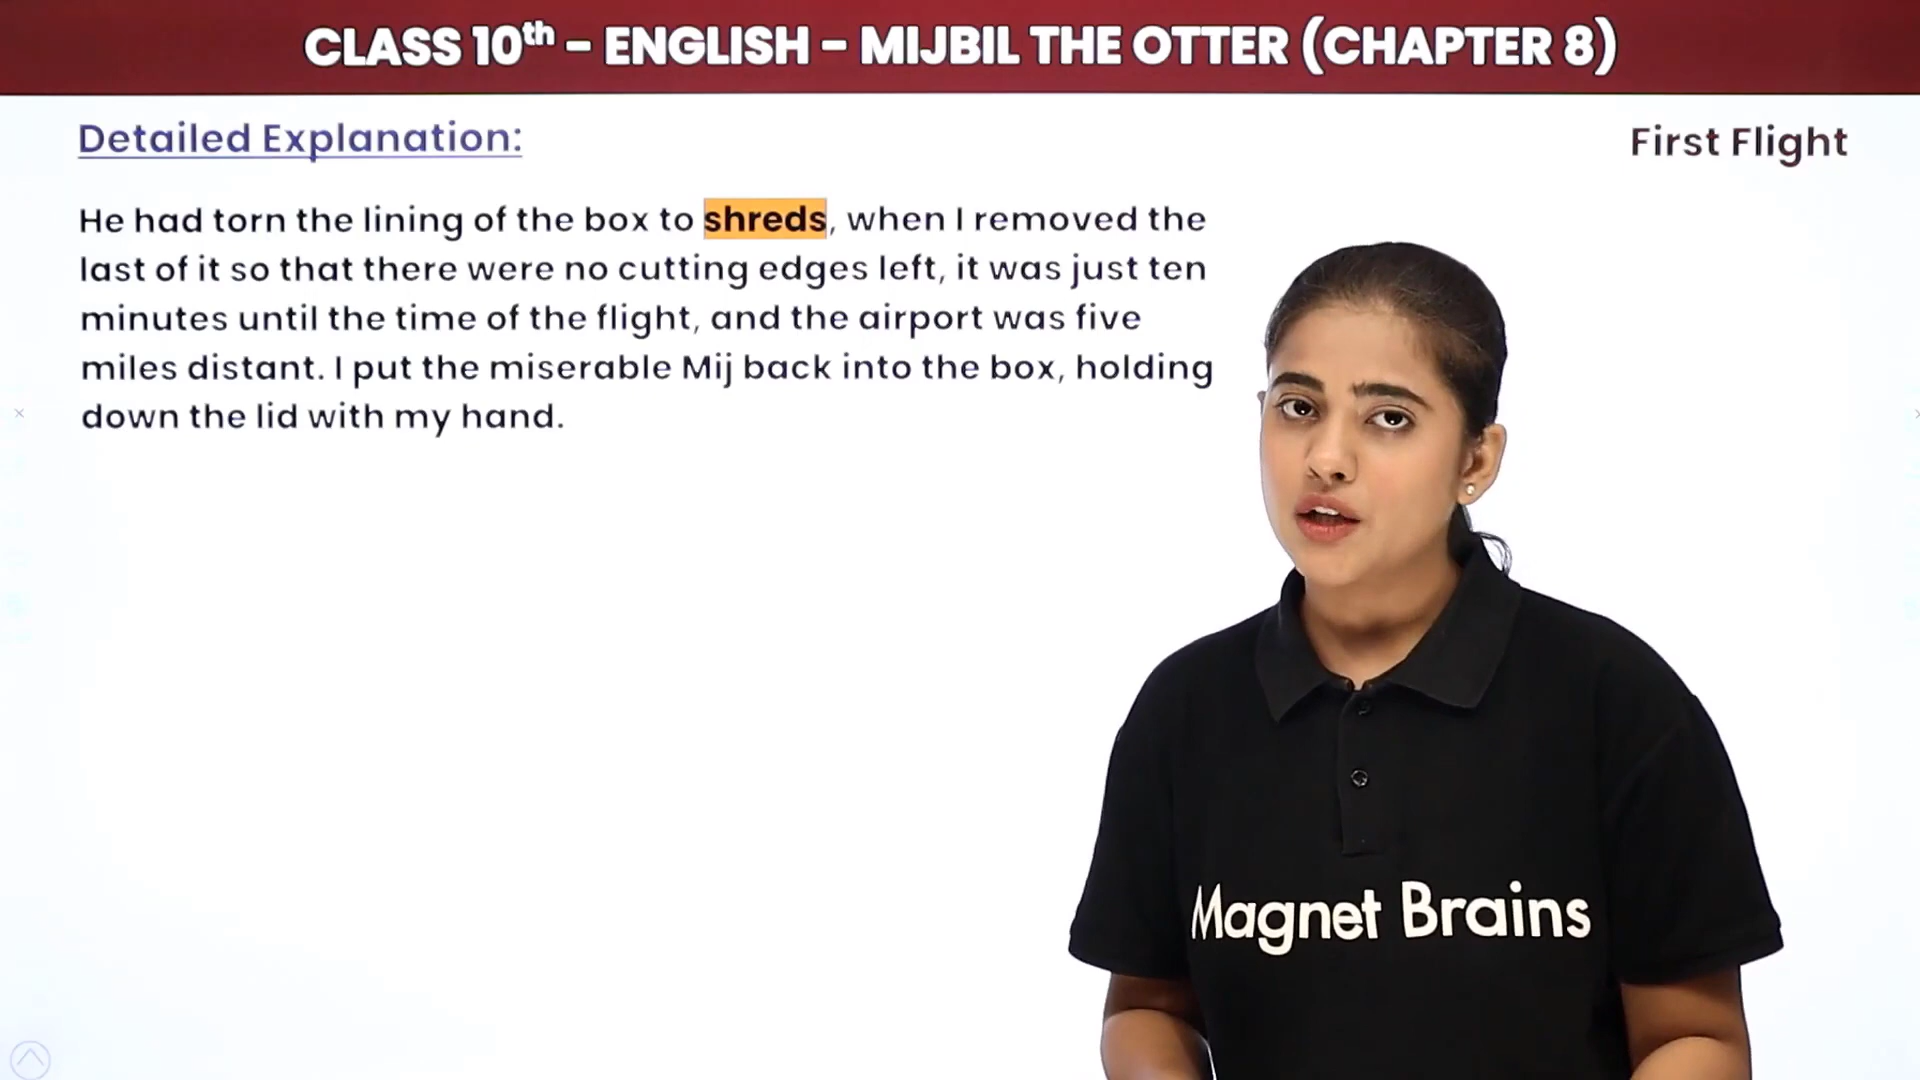 CLASS 10th – ENGLISH – MIJBIL THE OTTER (CHAPTER 8)
Detailed Explanation:
First Flight
He had torn the lining of the box to shreds, when I removed the
last of it so that there were no cutting edges left, it was just ten
minutes until the time of the flight, and the airport was five
miles distant. I put the miserable Mij back into the box, holding
down the lid with my hand.
Magnet Brains